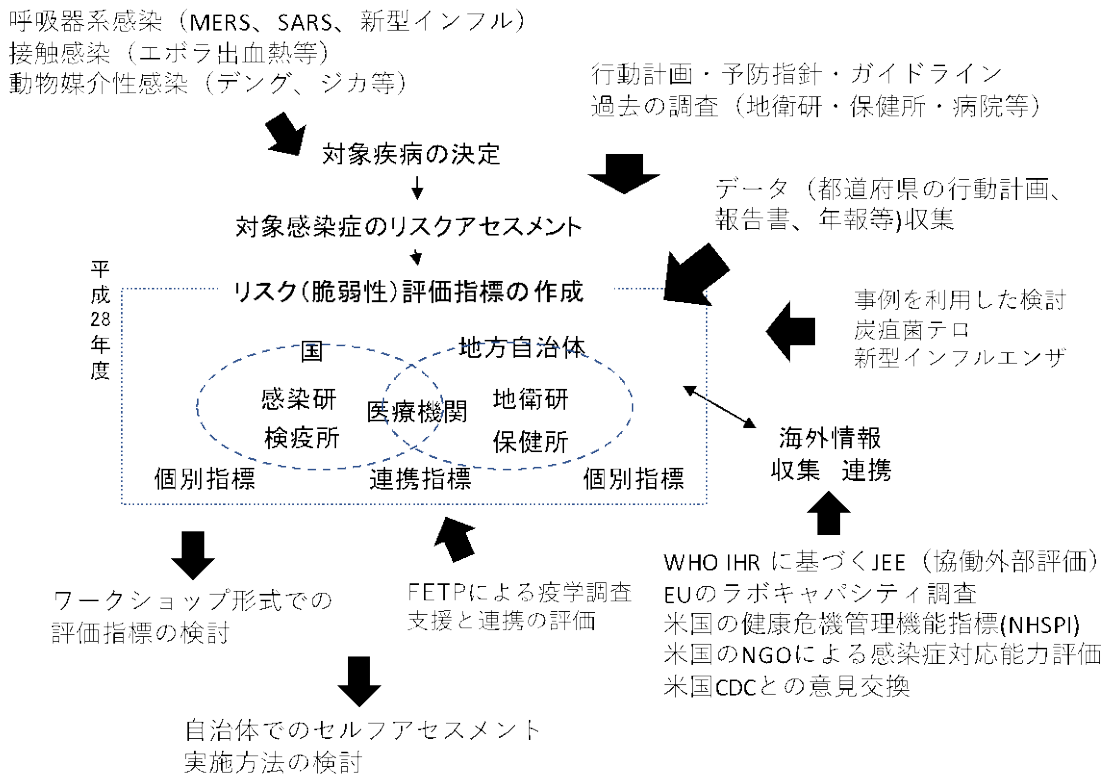 呼吸器系感染（MERS、SARS、新型インフル）
接触感染（エボラ出血熱等）
動物媒介性感染（デング、ジカ等）
行動計画・予防指針・ガイドライン
過去の調査（地衛研・保健所・病院等）
対象疾病の決定
データ（都道府県の行動計画、
報告書、年報等)収集
対象感染症のリスクアセスメント
平成28年度
リスク（脆弱性）評価指標の作成
事例を利用した検討
炭疽菌テロ
新型インフルエンザ
国
地方自治体
感染研
医療機関
地衛研
検疫所
保健所
海外情報
収集 連携
個別指標
連携指標
個別指標
WHO IHR に基づくJEE（協働外部評価）
EUのラボキャパシティ調査
米国の健康危機管理機能指標(NHSPI)
米国のNGOによる感染症対応能力評価
米国CDCとの意見交換
ワークショップ形式での
評価指標の検討
FETPによる疫学調査
支援と連携の評価
自治体でのセルフアセスメント
実施方法の検討